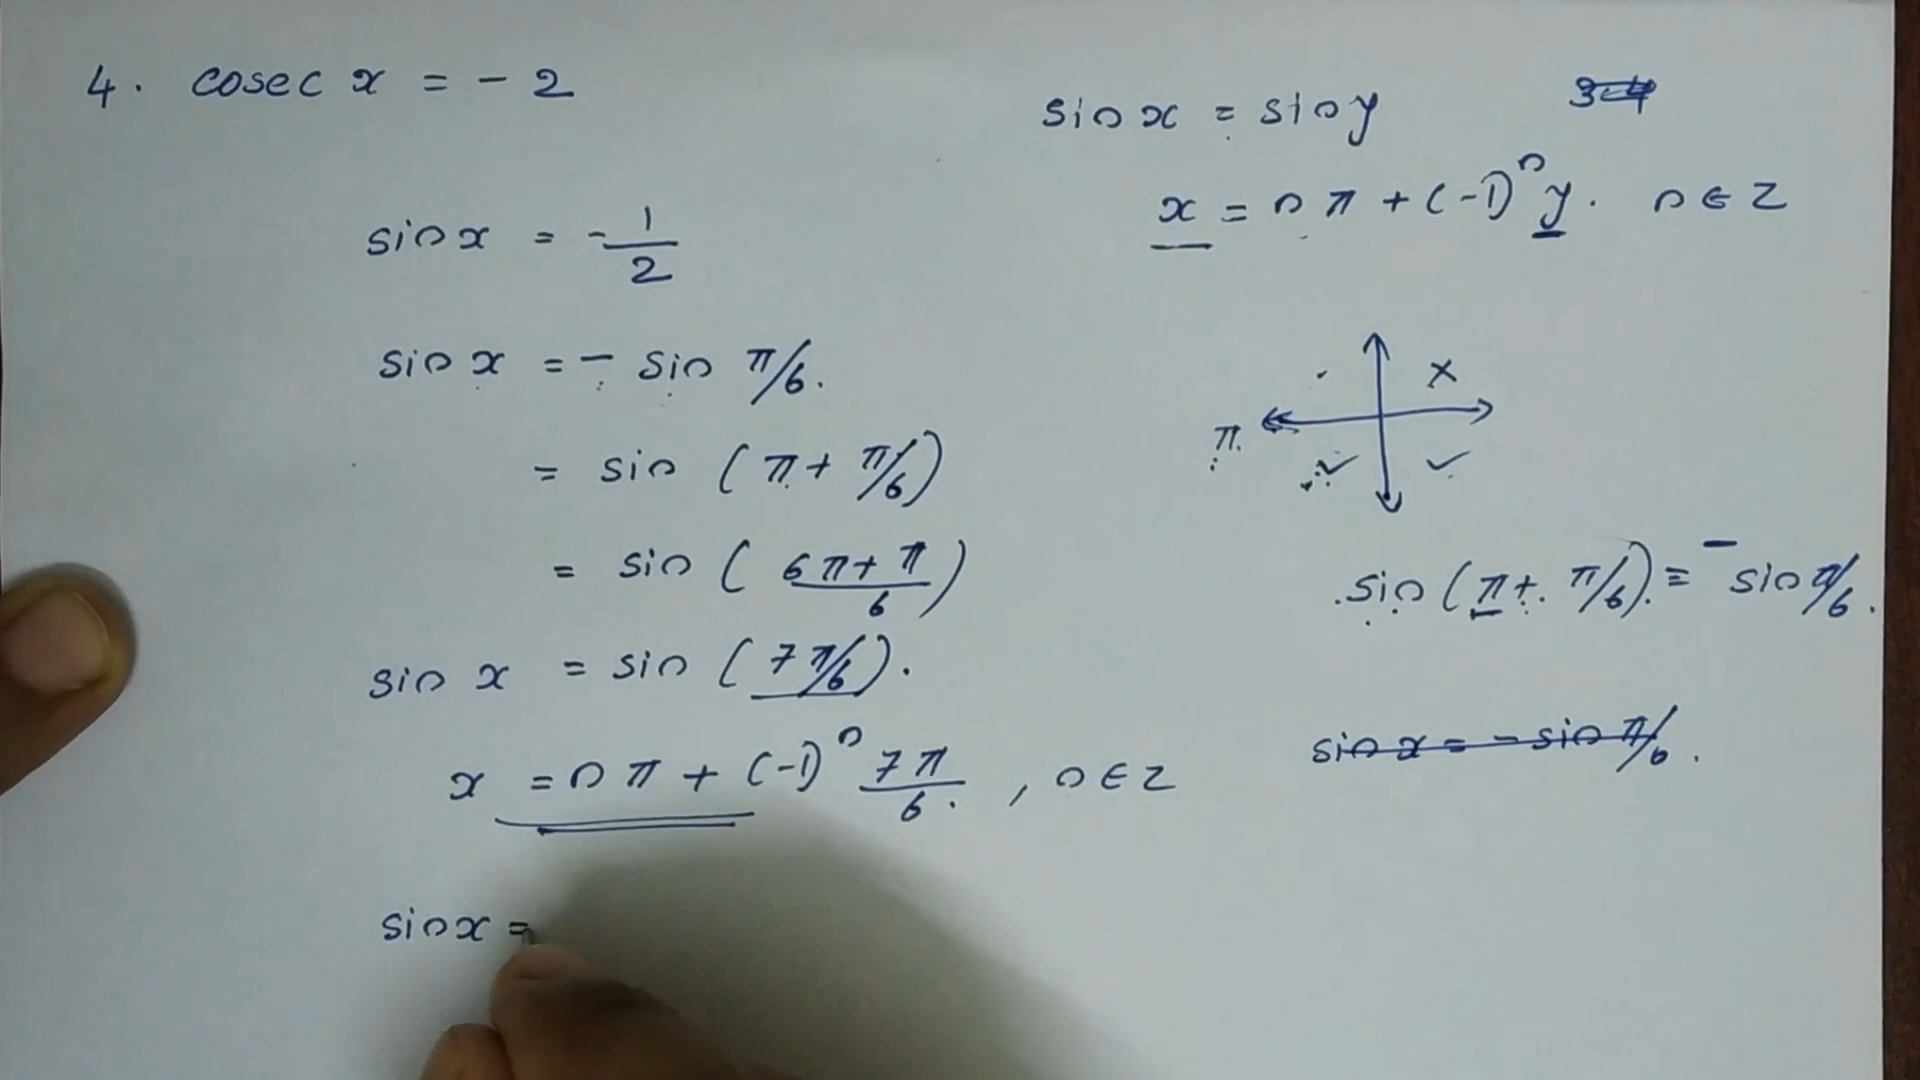 4. cosec x = - 2
sin x = - 1/2
sin x = - sin π/6.
= sin (π + π/6)
= sin (6π + π / 6)
sin x = sin (7π/6).
x = nπ + (-1)^n 7π/6. , n ∈ Z
sin x =
sin x = sin y
x = nπ + (-1)^n y. n ∈ Z
π
sin (π + π/6) = - sin π/6.
sin x = - sin π/6.